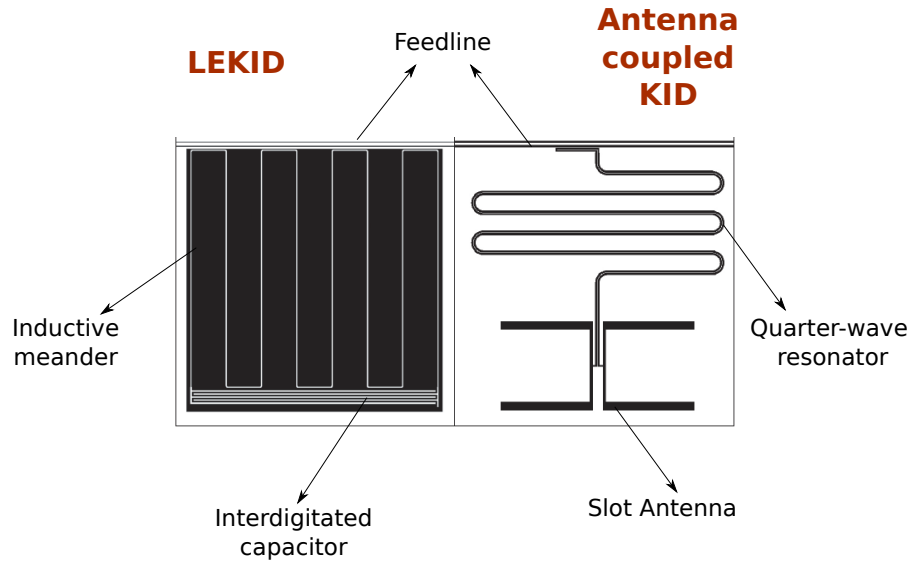 LEKID
Feedline
Antenna
coupled
KID
Inductive
meander
Quarter-wave
resonator
Interdigitated
capacitor
Slot Antenna